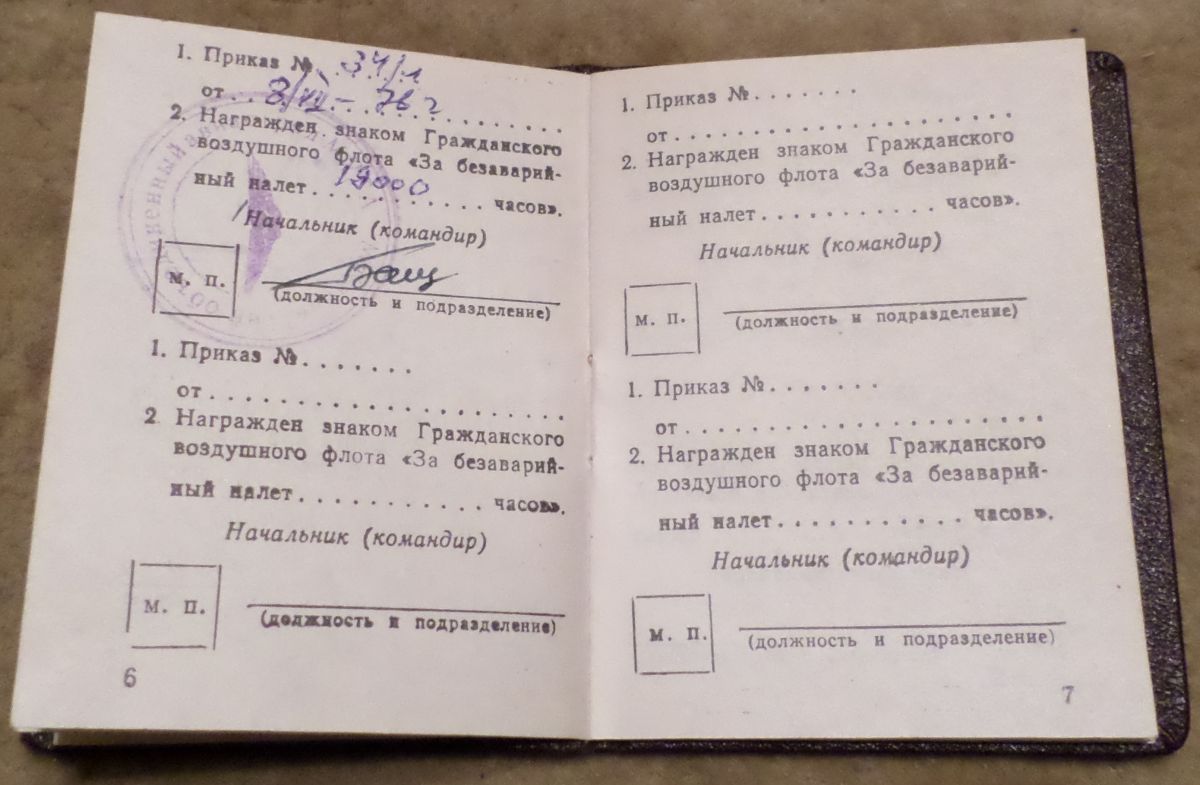 1. Приказ № 34/л
от . . 8/VII – 76 г
2. Награжден знаком Гражданского
воздушного флота «За безаварий-
ный налет . 19000 . . . . часов».
Начальник (командир)
М. П.
(должность и подразделение)
1. Приказ № . . . . . . .
от . . . . . . . . . . . . . . . . . . . . .
2. Награжден знаком Гражданского
воздушного флота «За безаварий-
ный налет . . . . . . . . . . . часов».
Начальник (командир)
М. П.
(должность и подразделение)
6
1. Приказ № . . . . . . .
от . . . . . . . . . . . . . . . . . . . . .
2. Награжден знаком Гражданского
воздушного флота «За безаварий-
ный налет . . . . . . . . . . . часов».
Начальник (командир)
М. П.
(должность и подразделение)
1. Приказ № . . . . . . .
от . . . . . . . . . . . . . . . . . . . . .
2. Награжден знаком Гражданского
воздушного флота «За безаварий-
ный налет . . . . . . . . . . . часов».
Начальник (командир)
М. П.
(должность и подразделение)
7